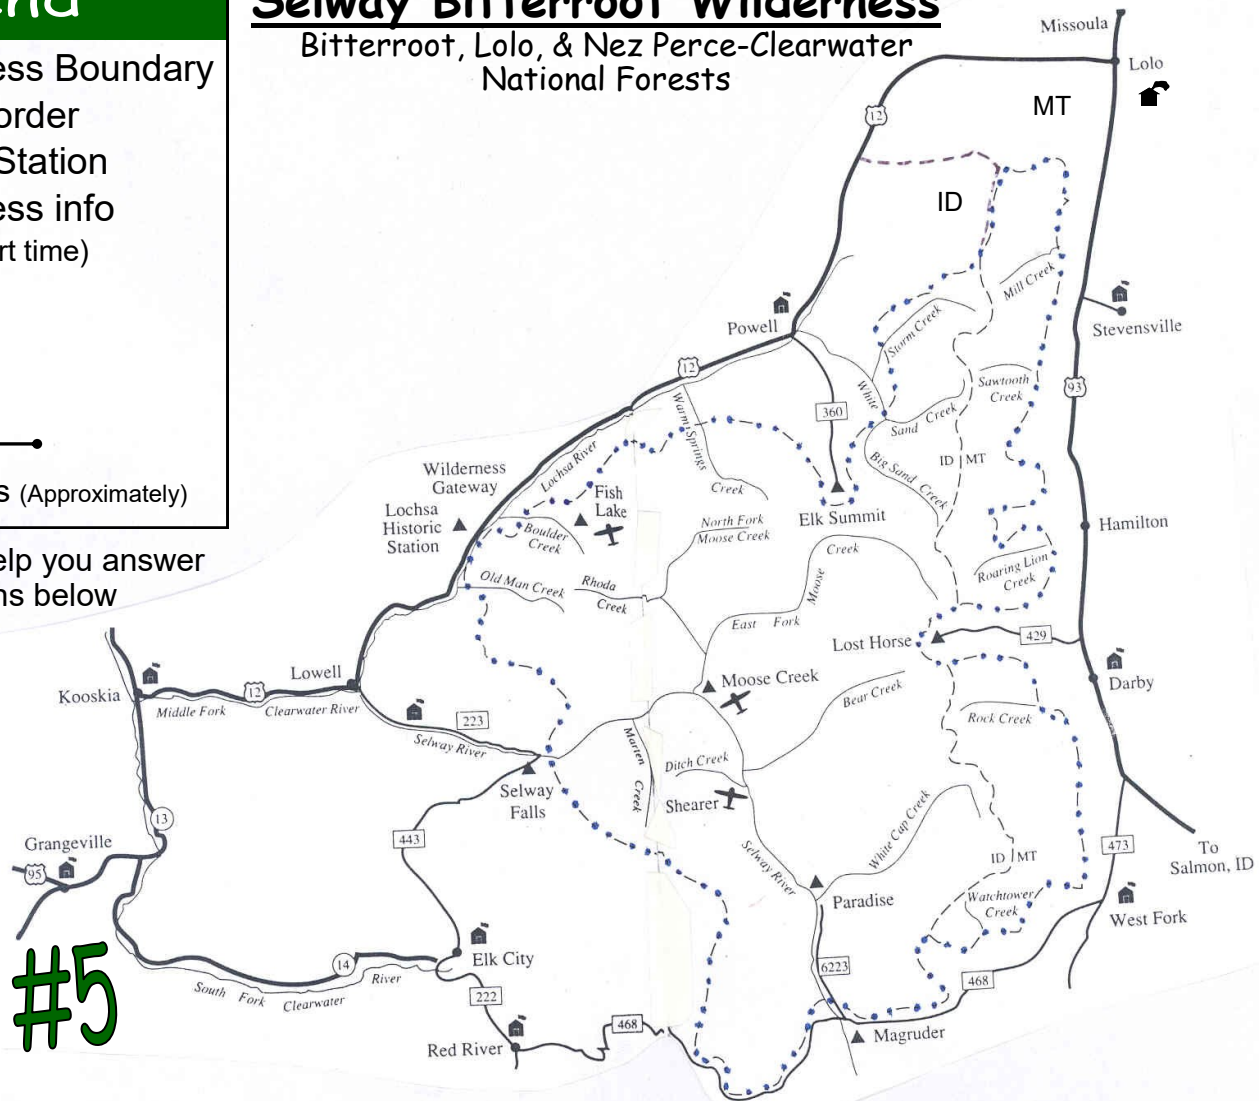 Selway Bitterroot Wilderness
Bitterroot, Lolo, & Nez Perce-Clearwater
National Forests
ess Boundary
order
Station
ess info
rt time)
s (Approximately)
elp you answer
ns below
#5
Missoula
Lolo
MT
12
ID
Mill Creek
Powell
Storm Creek
Stevensville
12
93
360
White
Sand Creek
Sawtooth
Creek
Warm Springs
Creek
ID | MT
Big Sand Creek
Wilderness
Gateway
Lochsa River
Lochsa
Historic
Station
Fish
Lake
Boulder
Creek
Elk Summit
Hamilton
North Fork
Moose Creek
Old Man Creek
Rhoda
Creek
East Fork
Moose
Creek
Roaring Lion
Creek
Lost Horse
429
Darby
Kooskia
12
Lowell
Middle Fork Clearwater River
223
Selway River
Moose Creek
Bear Creek
Rock Creek
Marten
Creek
Ditch Creek
Shearer
Selway
Falls
13
443
Grangeville
95
Selway River
White Cap Creek
Paradise
ID | MT
473
To
Salmon, ID
Watchtower
Creek
West Fork
14
Elk City
South Fork Clearwater River
222
6223
468
Red River
468
Magruder